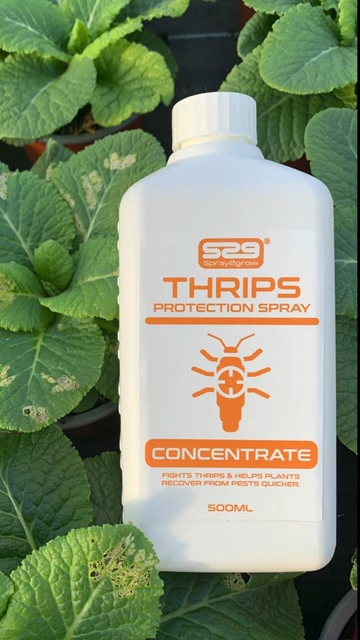 S2G®
Spray2grow
THRIPS
PROTECTION SPRAY
CONCENTRATE
FIGHTS THRIPS & HELPS PLANTS
RECOVER FROM PESTS QUICKER.
500ML